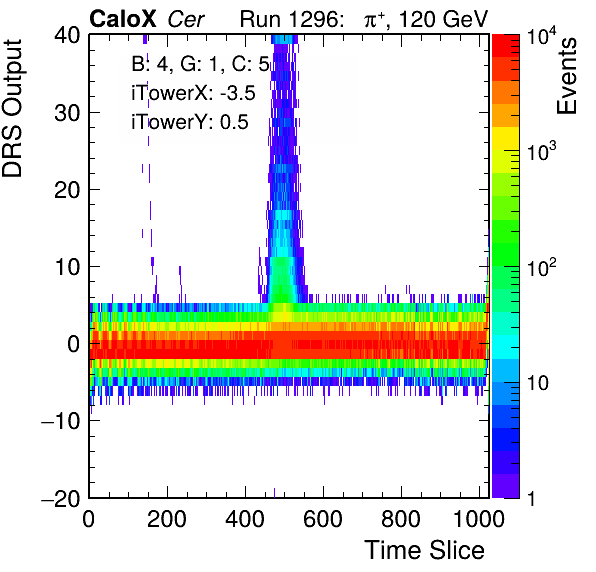 CaloX Cer Run 1296: π⁺, 120 GeV
B: 4, G: 1, C: 5
iTowerX: -3.5
iTowerY: 0.5
DRS Output
40
30
20
10
0
−10
−20
0 200 400 600 800 1000
Time Slice
Events
10⁴
10³
10²
10
1